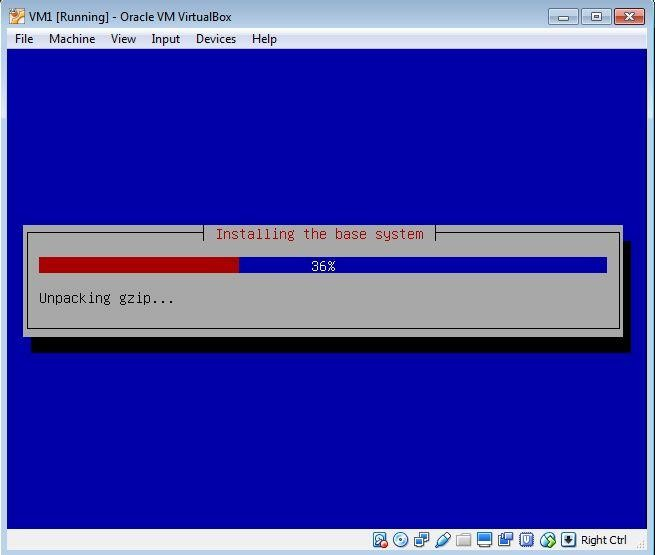 VM1 [Running] - Oracle VM VirtualBox
File Machine View Input Devices Help
Installing the base system
36%
Unpacking gzip...
Right Ctrl